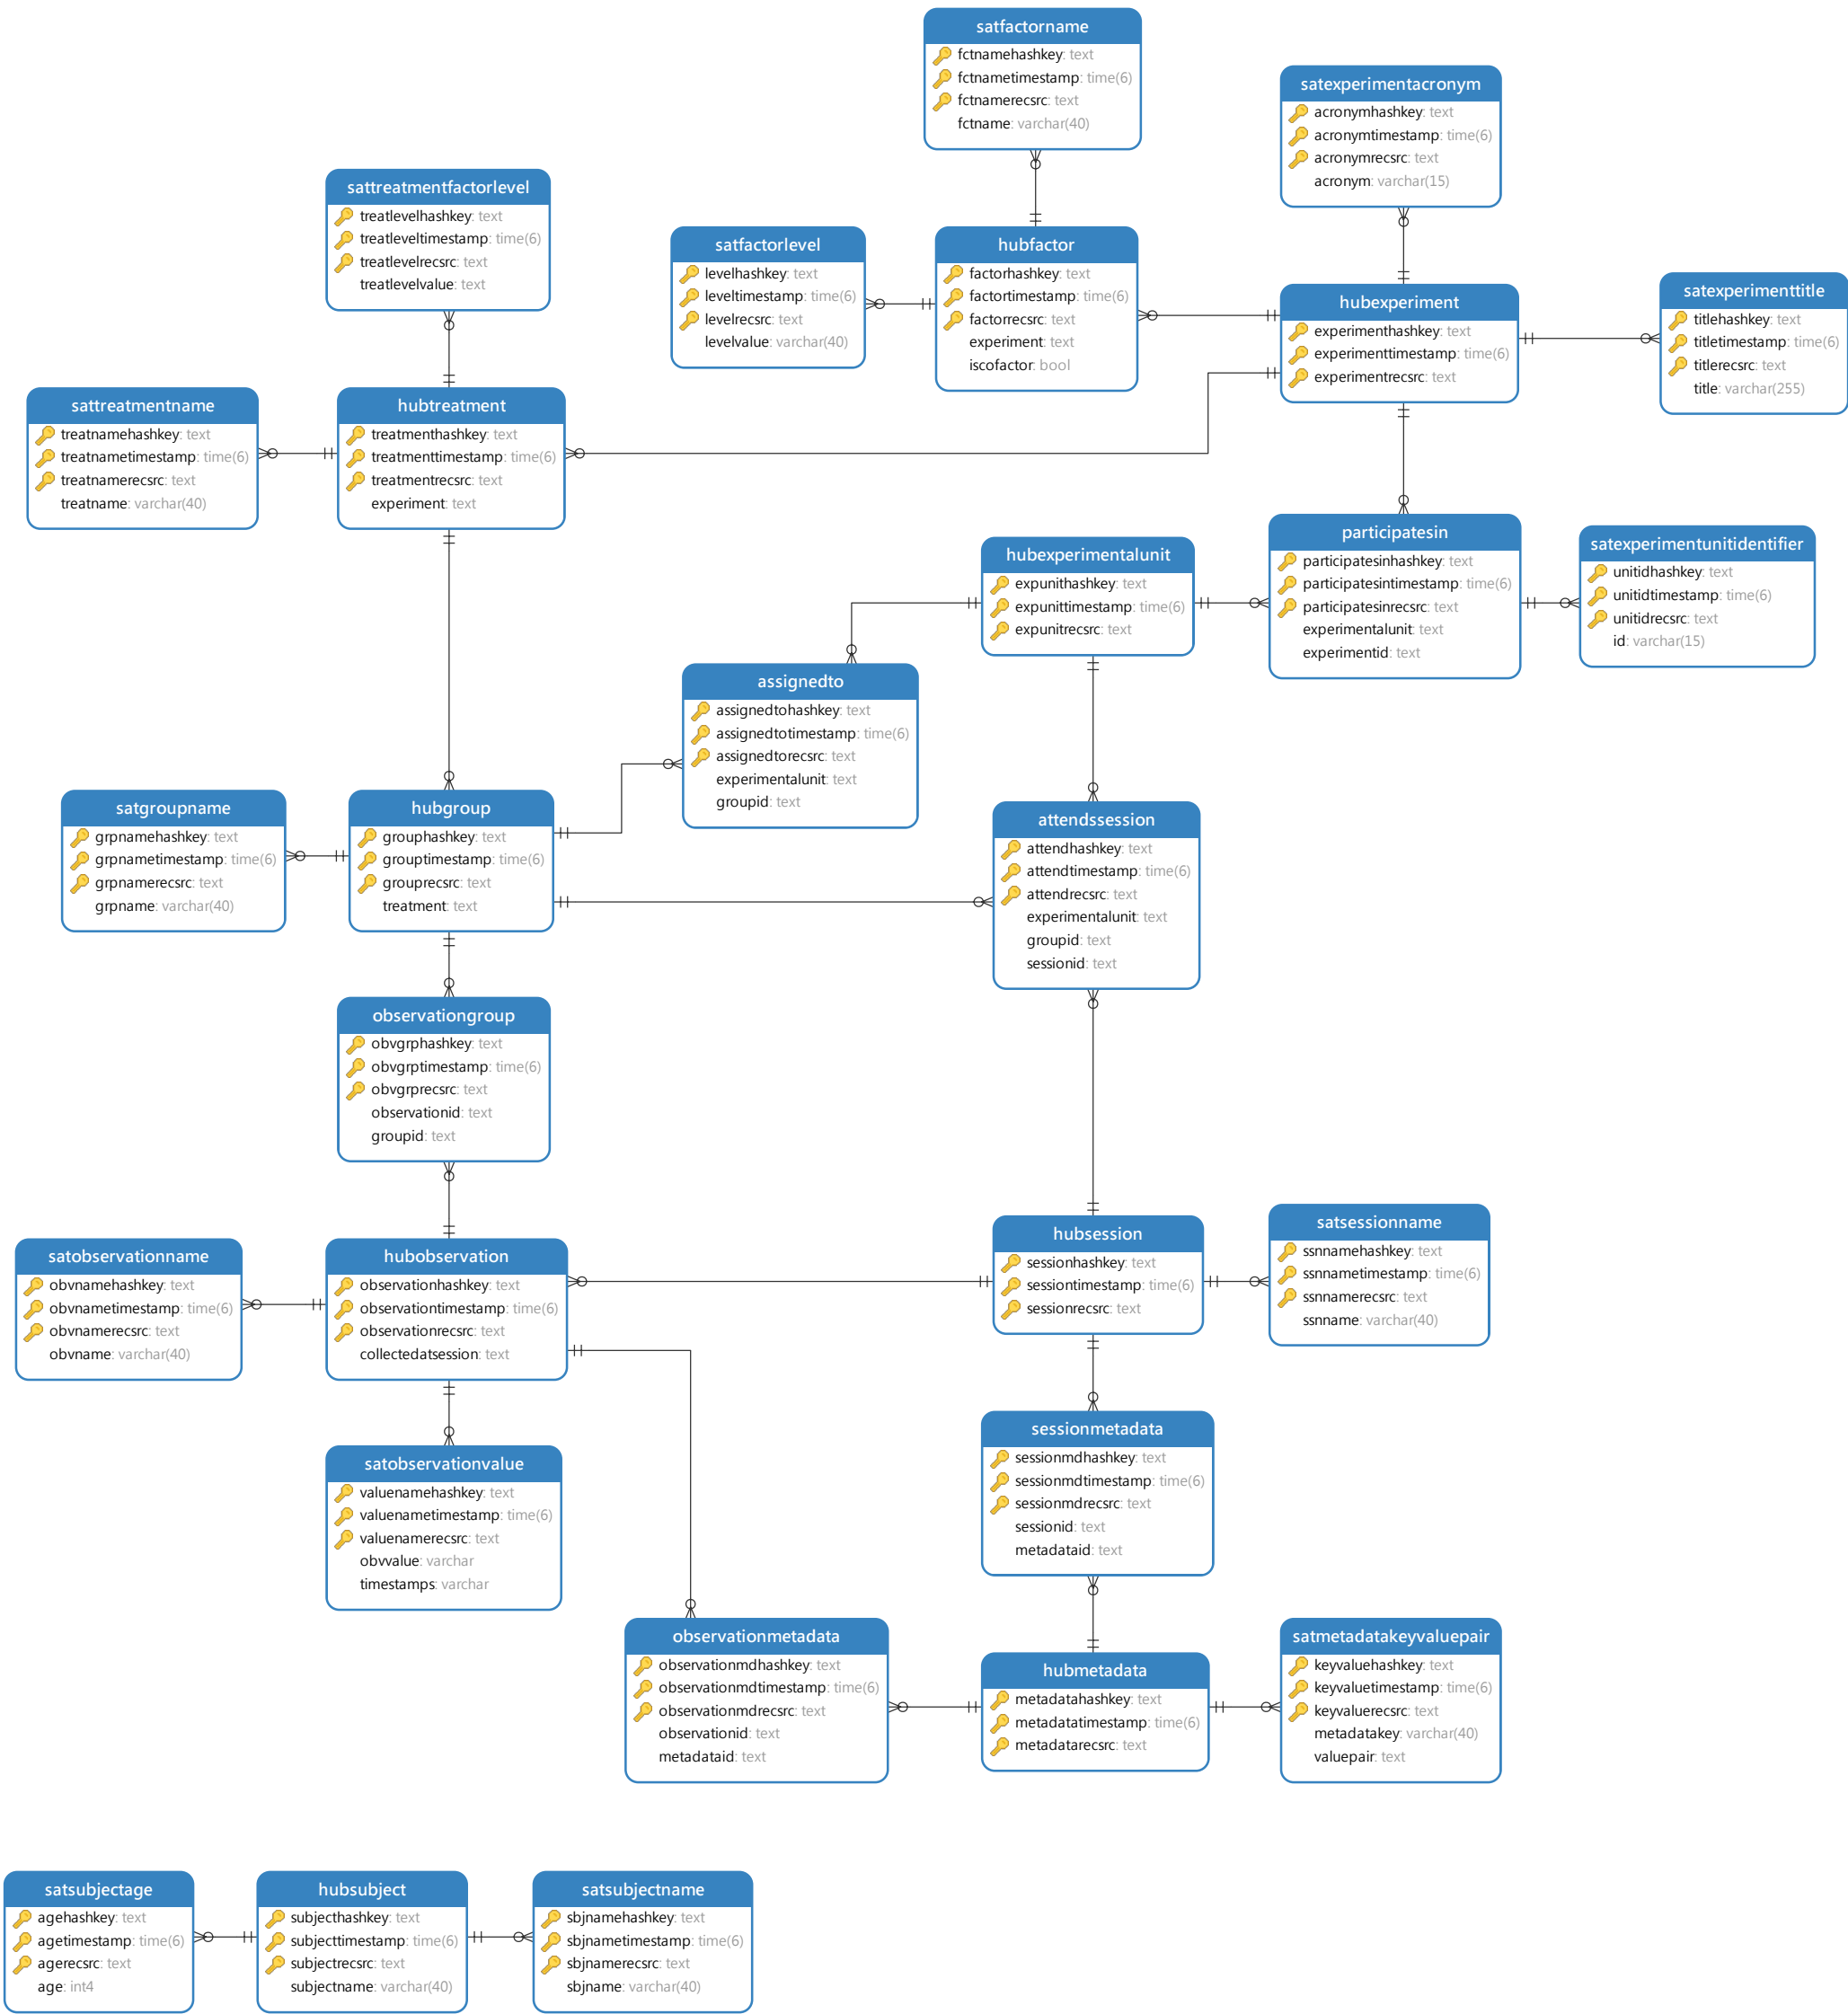 satfactorname
fctnamehashkey: text
fctnametimestamp: time(6)
fctnamerecsrc: text
fctname: varchar(40)
satexperimentacronym
acronymhashkey: text
acronymtimestamp: time(6)
acronymrecsrc: text
acronym: varchar(15)
sattreatmentfactorlevel
treatlevelhashkey: text
treatleveltimestamp: time(6)
treatlevelrecsrc: text
treatlevelvalue: text
satfactorlevel
levelhashkey: text
leveltimestamp: time(6)
levelrecsrc: text
levelvalue: varchar(40)
hubfactor
factorhashkey: text
factortimestamp: time(6)
factorrecsrc: text
experiment: text
iscofactor: bool
hubexperiment
experimenthashkey: text
experimenttimestamp: time(6)
experimentrecsrc: text
satexperimenttitle
titlehashkey: text
titletimestamp: time(6)
titlerecsrc: text
title: varchar(255)
sattreatmentname
treatnamehashkey: text
treatnametimestamp: time(6)
treatnamerecsrc: text
treatname: varchar(40)
hubtreatment
treatmenthashkey: text
treatmenttimestamp: time(6)
treatmentrecsrc: text
experiment: text
hubexperimentalunit
expunithashkey: text
expunittimestamp: time(6)
expunitrecsrc: text
participatesin
participatesinhashkey: text
participatesintimestamp: time(6)
participatesinrecsrc: text
experimentalunit: text
experimentid: text
satexperimentunitidentifier
unitidhashkey: text
unitidtimestamp: time(6)
unitidrecsrc: text
id: varchar(15)
assignedto
assignedtohashkey: text
assignedtotimestamp: time(6)
assignedtorecsrc: text
experimentalunit: text
groupid: text
satgroupname
grpnamehashkey: text
grpnametimestamp: time(6)
grpnamerecsrc: text
grpname: varchar(40)
hubgroup
grouphashkey: text
grouptimestamp: time(6)
grouprecsrc: text
treatment: text
attendssession
attendhashkey: text
attendtimestamp: time(6)
attendrecsrc: text
experimentalunit: text
groupid: text
sessionid: text
observationgroup
obvgrphashkey: text
obvgrptimestamp: time(6)
obvgrprecsrc: text
observationid: text
groupid: text
satobservationname
obvnamehashkey: text
obvnametimestamp: time(6)
obvnamerecsrc: text
obvname: varchar(40)
hubobservation
observationhashkey: text
observationtimestamp: time(6)
observationrecsrc: text
collectedatsession: text
hubsession
sessionhashkey: text
sessiontimestamp: time(6)
sessionrecsrc: text
satsessionname
ssnnamehashkey: text
ssnnametimestamp: time(6)
ssnnamerecsrc: text
ssnname: varchar(40)
satobservationvalue
valuenamehashkey: text
valuenametimestamp: time(6)
valuenamerecsrc: text
obvvalue: varchar
timestamps: varchar
sessionmetadata
sessionmdhashkey: text
sessionmdtimestamp: time(6)
sessionmdrecsrc: text
sessionid: text
metadataid: text
observationmetadata
observationmdhashkey: text
observationmdtimestamp: time(6)
observationmdrecsrc: text
observationid: text
metadataid: text
hubmetadata
metadatahashkey: text
metadatatimestamp: time(6)
metadatarecsrc: text
satmetadatakeyvaluepair
keyvaluehashkey: text
keyvaluetimestamp: time(6)
keyvaluerecsrc: text
metadatakey: varchar(40)
valuepair: text
satsubjectage
agehashkey: text
agetimestamp: time(6)
agerecsrc: text
age: int4
hubsubject
subjecthashkey: text
subjecttimestamp: time(6)
subjectrecsrc: text
subjectname: varchar(40)
satsubjectname
sbjnamehashkey: text
sbjnametimestamp: time(6)
sbjnamerecsrc: text
sbjname: varchar(40)